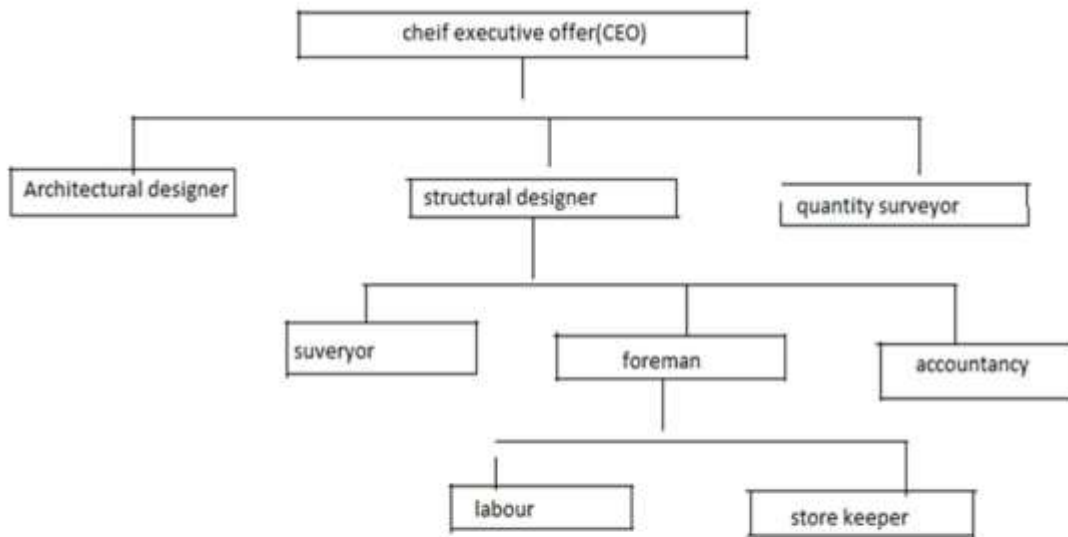 cheif executive offer(CEO)
Architectural designer
structural designer
quantity surveyor
suveryor
foreman
accountancy
labour
store keeper